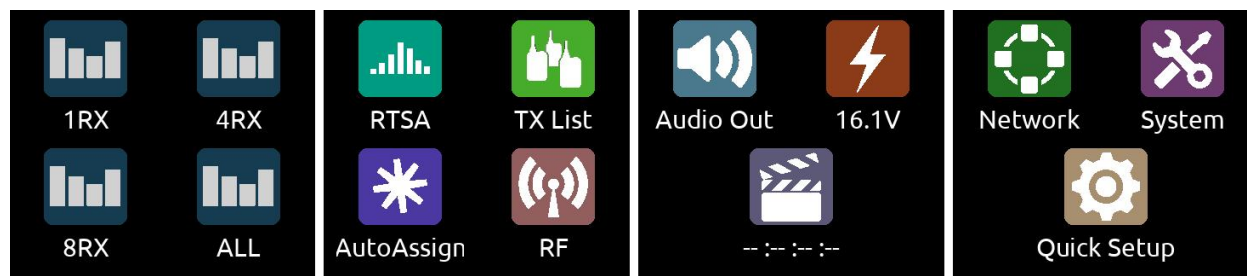 1RX
4RX
8RX
ALL
RTSA
TX List
AutoAssign
RF
Audio Out
16.1V
-- :-- :-- :--
Network
System
Quick Setup